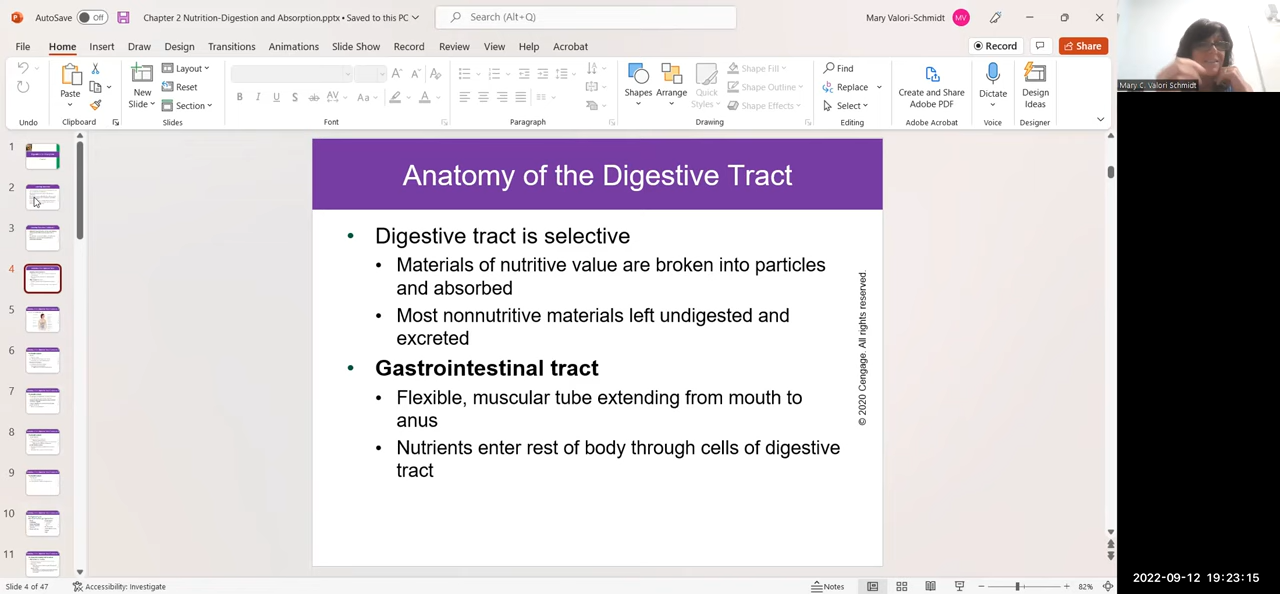 AutoSave Off Chapter 2 Nutrition-Digestion and Absorption.pptx • Saved to this PC Search (Alt+Q) Mary Valori-Schmidt MV
File Home Insert Draw Design Transitions Animations Slide Show Record Review View Help Acrobat Record Share
Paste
Clipboard
Undo
New
Slide
Layout
Reset
Section
Slides
B I U S ab AV Aa A
Font
Paragraph
Shapes
Arrange
Quick
Styles
Shape Fill
Shape Outline
Shape Effects
Drawing
Find
Replace
Select
Editing
Create and Share
Adobe PDF
Adobe Acrobat
Dictate
Voice
Design
Ideas
Designer
Mary C. Valori Schmidt
1
2
3
4
5
6
7
8
9
10
11
Anatomy of the Digestive Tract
• Digestive tract is selective
• Materials of nutritive value are broken into particles
and absorbed
• Most nonnutritive materials left undigested and
excreted
• Gastrointestinal tract
• Flexible, muscular tube extending from mouth to
anus
• Nutrients enter rest of body through cells of digestive
tract
© 2020 Cengage. All rights reserved.
Slide 4 of 47 Accessibility: Investigate Notes 82%
2022-09-12 19:23:15